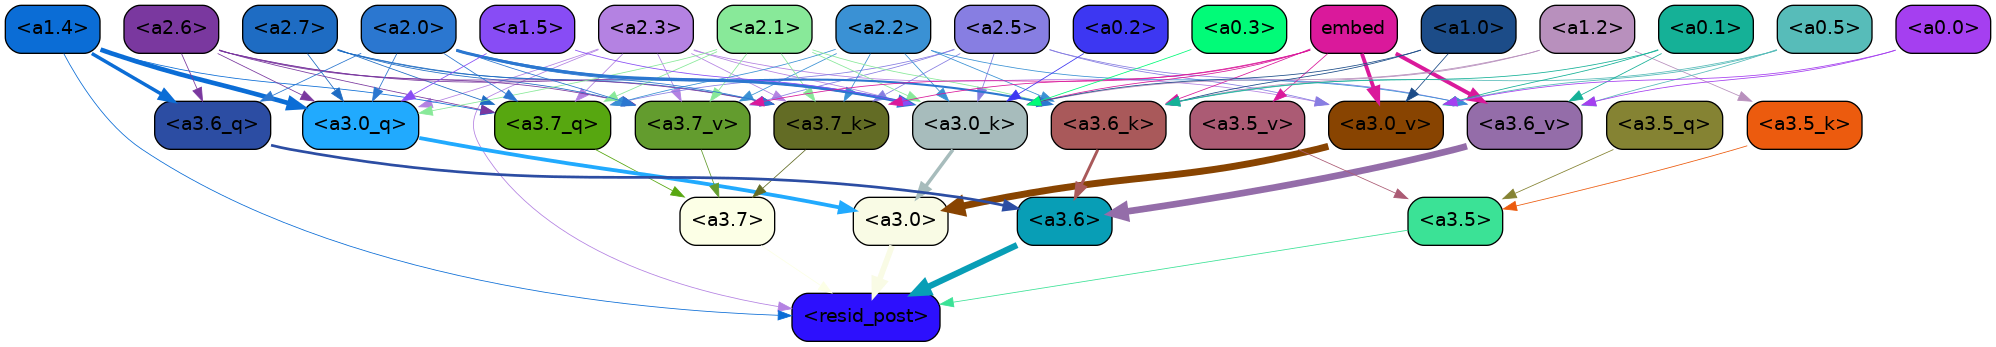 <a1.4> <a2.6> <a2.7> <a2.0> <a1.5> <a2.3> <a2.1> <a2.2> <a2.5> <a0.2> <a0.3> embed <a1.0> <a1.2> <a0.1> <a0.5> <a0.0>
<a3.6_q> <a3.0_q> <a3.7_q> <a3.7_v> <a3.7_k> <a3.0_k> <a3.6_k> <a3.5_v> <a3.0_v> <a3.6_v> <a3.5_q> <a3.5_k>
<a3.7> <a3.0> <a3.6> <a3.5>
<resid_post>